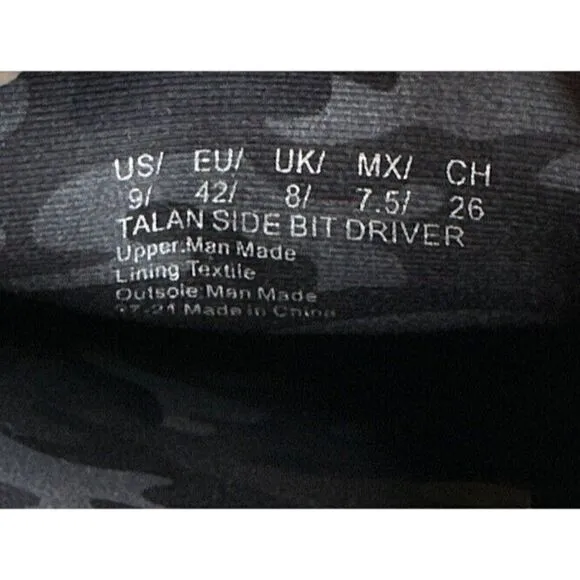 US/ EU/ UK/ MX/ CH
9/ 42/ 8/ 7.5/ 26
TALAN SIDE BIT DRIVER
Upper:Man Made
Lining Textile
Outsole:Man Made
Made in China